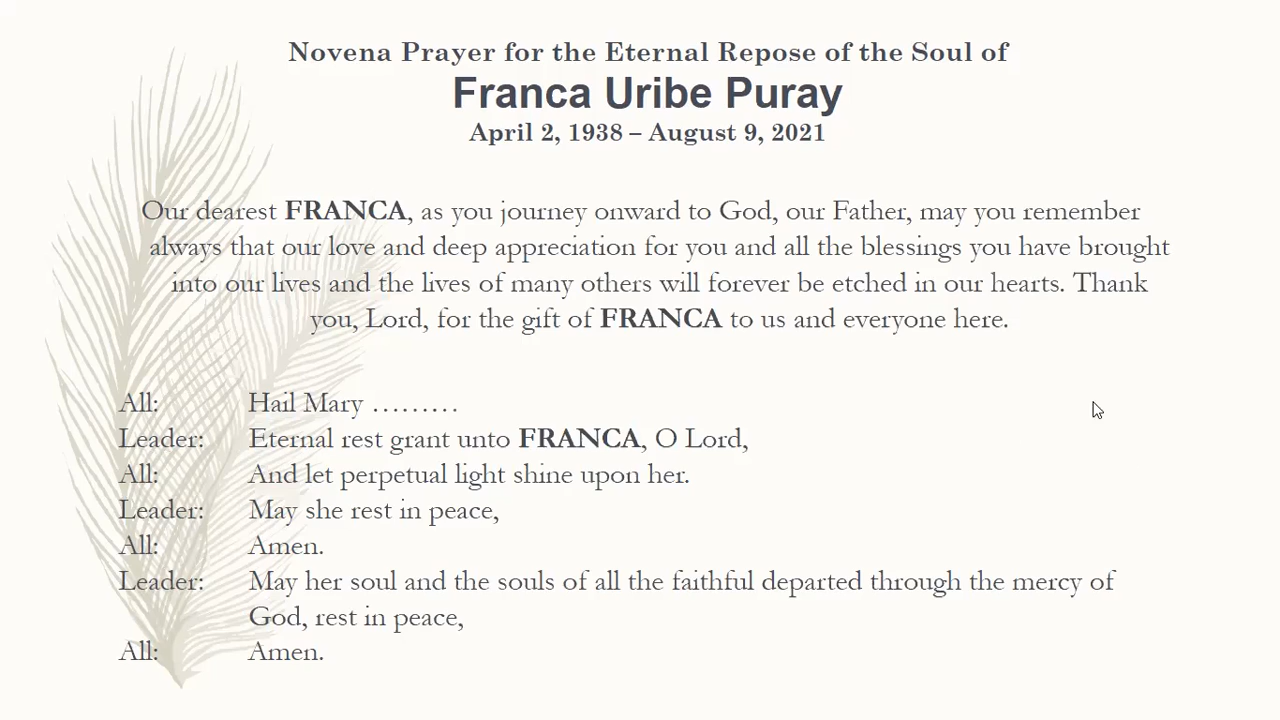 Novena Prayer for the Eternal Repose of the Soul of
Franca Uribe Puray
April 2, 1938 – August 9, 2021
Our dearest FRANCA, as you journey onward to God, our Father, may you remember
always that our love and deep appreciation for you and all the blessings you have brought
into our lives and the lives of many others will forever be etched in our hearts. Thank
you, Lord, for the gift of FRANCA to us and everyone here.
All: Hail Mary ………
Leader: Eternal rest grant unto FRANCA, O Lord,
All: And let perpetual light shine upon her.
Leader: May she rest in peace,
All: Amen.
Leader: May her soul and the souls of all the faithful departed through the mercy of
God, rest in peace,
All: Amen.